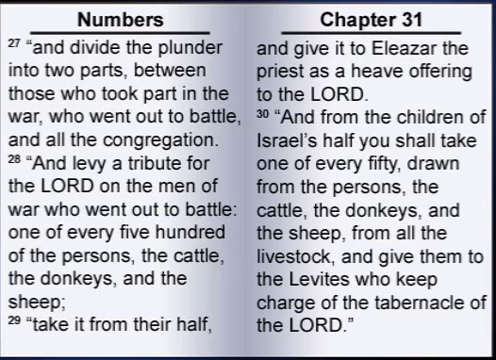 Numbers
27 “and divide the plunder
into two parts, between
those who took part in the
war, who went out to battle,
and all the congregation.
28 “And levy a tribute for
the LORD on the men of
war who went out to battle:
one of every five hundred
of the persons, the cattle,
the donkeys, and the
sheep;
29 “take it from their half,
Chapter 31
and give it to Eleazar the
priest as a heave offering
to the LORD.
30 “And from the children of
Israel’s half you shall take
one of every fifty, drawn
from the persons, the
cattle, the donkeys, and
the sheep, from all the
livestock, and give them to
the Levites who keep
charge of the tabernacle of
the LORD.”